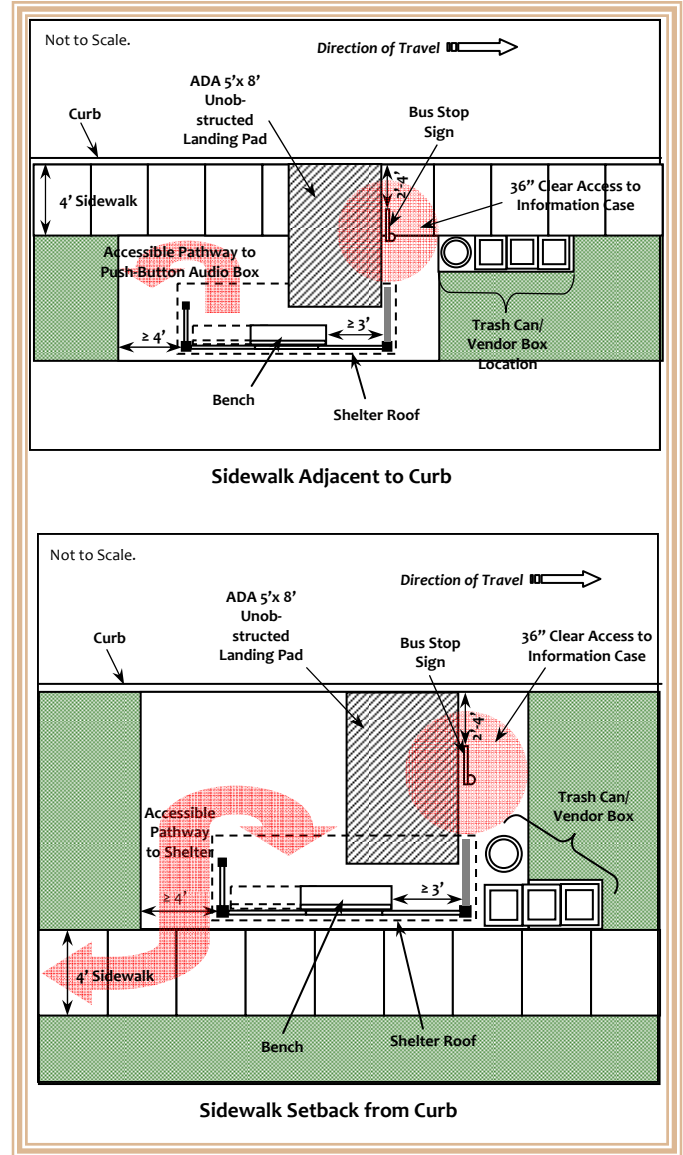 Not to Scale.
Direction of Travel
ADA 5'x 8'
Unob-
structed
Landing Pad
Bus Stop
Sign
Curb
36" Clear Access to
Information Case
4' Sidewalk
2'-4'
Accessible Pathway to
Push-Button Audio Box
≥ 3'
≥ 4'
Trash Can/
Vendor Box
Location
Bench
Shelter Roof
Sidewalk Adjacent to Curb
Not to Scale.
Direction of Travel
ADA 5'x 8'
Unob-
structed
Landing Pad
Curb
Bus Stop
Sign
36" Clear Access to
Information Case
2'-4'
Accessible
Pathway
to Shelter
Trash Can/
Vendor Box
≥ 4'
≥ 3'
4' Sidewalk
Bench
Shelter Roof
Sidewalk Setback from Curb